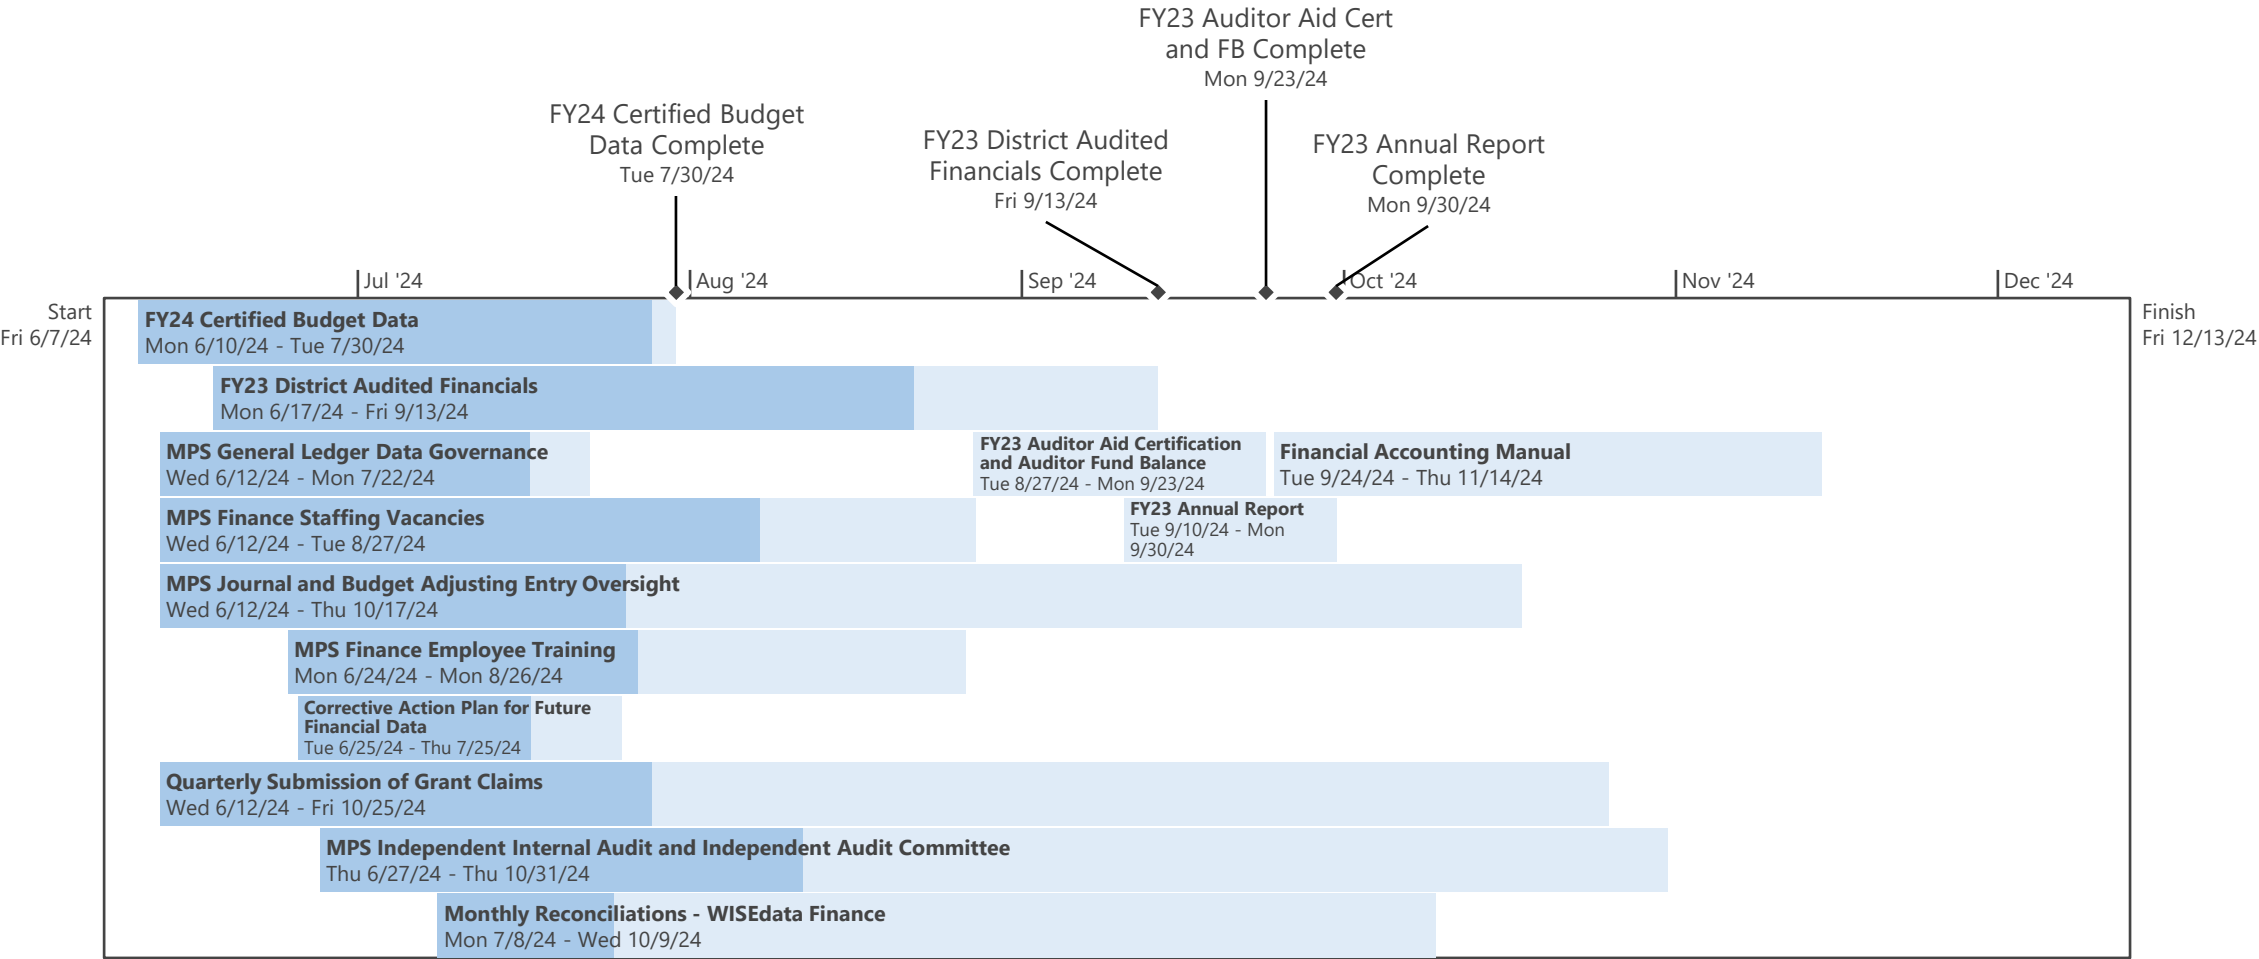 FY23 Auditor Aid Cert
and FB Complete
Mon 9/23/24
FY24 Certified Budget
Data Complete
Tue 7/30/24
FY23 District Audited
Financials Complete
Fri 9/13/24
FY23 Annual Report
Complete
Mon 9/30/24
Jul '24
Aug '24
Sep '24
Oct '24
Nov '24
Dec '24
Start
Fri 6/7/24
Finish
Fri 12/13/24
FY24 Certified Budget Data
Mon 6/10/24 - Tue 7/30/24
FY23 District Audited Financials
Mon 6/17/24 - Fri 9/13/24
MPS General Ledger Data Governance
Wed 6/12/24 - Mon 7/22/24
FY23 Auditor Aid Certification
and Auditor Fund Balance
Tue 8/27/24 - Mon 9/23/24
Financial Accounting Manual
Tue 9/24/24 - Thu 11/14/24
MPS Finance Staffing Vacancies
Wed 6/12/24 - Tue 8/27/24
FY23 Annual Report
Tue 9/10/24 - Mon
9/30/24
MPS Journal and Budget Adjusting Entry Oversight
Wed 6/12/24 - Thu 10/17/24
MPS Finance Employee Training
Mon 6/24/24 - Mon 8/26/24
Corrective Action Plan for Future
Financial Data
Tue 6/25/24 - Thu 7/25/24
Quarterly Submission of Grant Claims
Wed 6/12/24 - Fri 10/25/24
MPS Independent Internal Audit and Independent Audit Committee
Thu 6/27/24 - Thu 10/31/24
Monthly Reconciliations - WISEdata Finance
Mon 7/8/24 - Wed 10/9/24